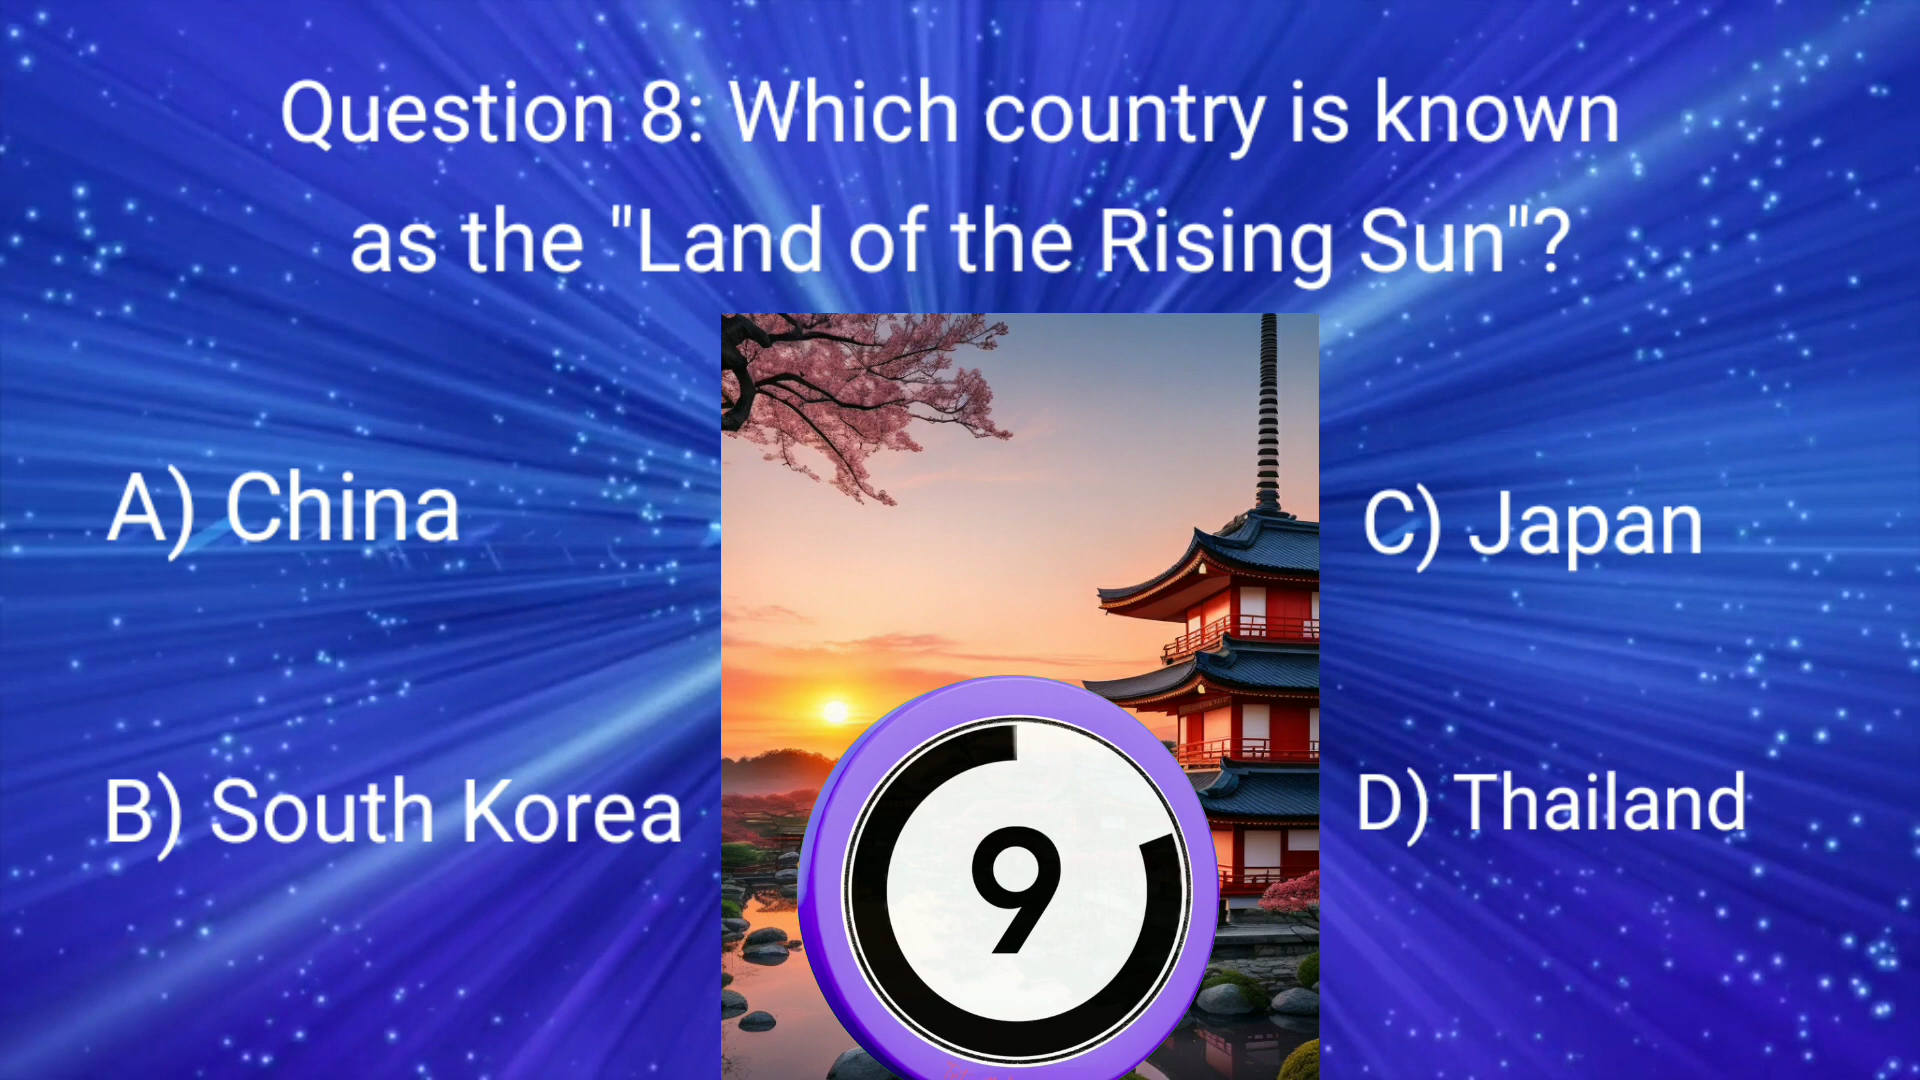 Question 8: Which country is known
as the "Land of the Rising Sun"?
A) China
C) Japan
B) South Korea
D) Thailand
9